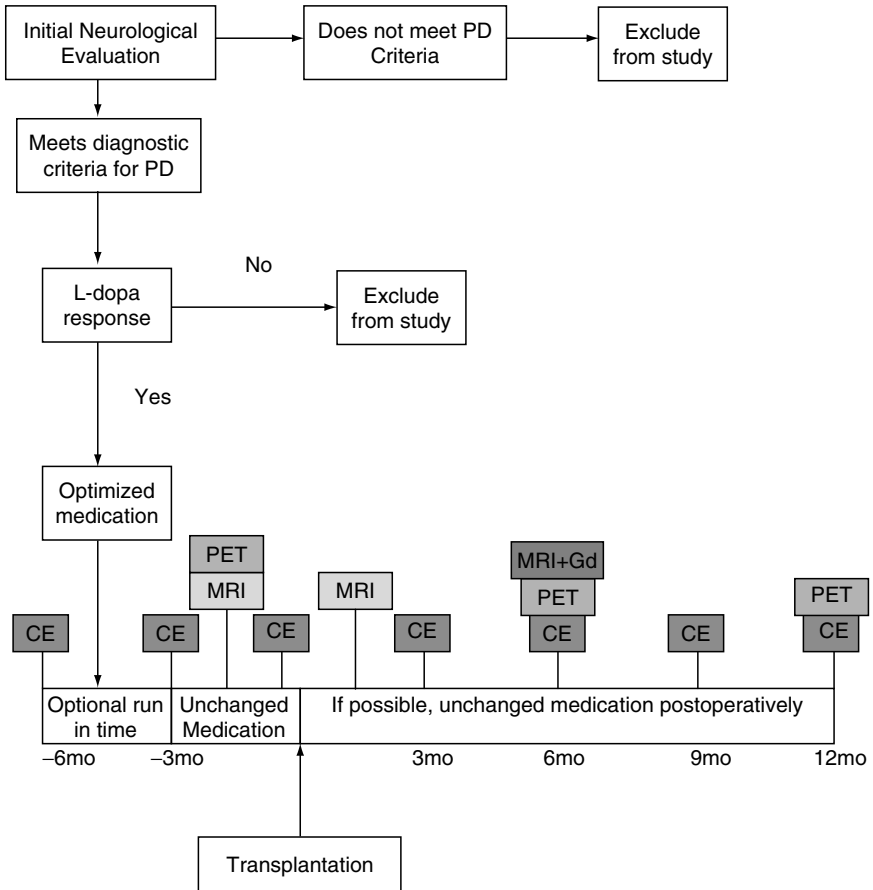 Initial Neurological
Evaluation
Does not meet PD
Criteria
Exclude
from study
Meets diagnostic
criteria for PD
L-dopa
response
No
Exclude
from study
Yes
Optimized
medication
PET
MRI
MRI
MRI+Gd
PET
PET
CE
CE
CE
CE
CE
CE
CE
Optional run
in time
Unchanged
Medication
If possible, unchanged medication postoperatively
–6mo
–3mo
3mo
6mo
9mo
12mo
Transplantation